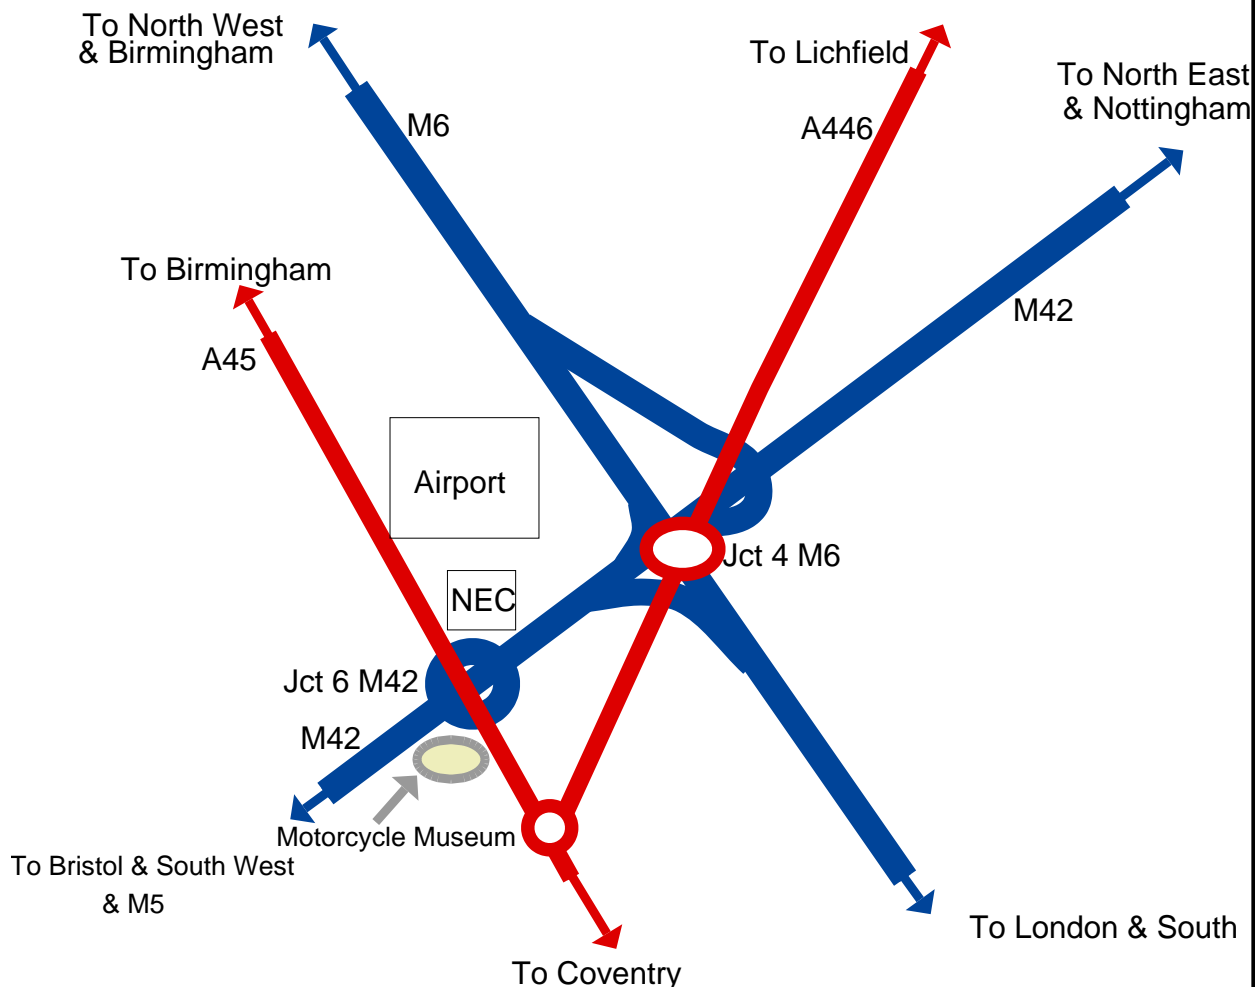 To North West
& Birmingham
To Lichfield
To North East
& Nottingham
M6
A446
To Birmingham
M42
A45
Airport
Jct 4 M6
NEC
Jct 6 M42
M42
Motorcycle Museum
To Bristol & South West
& M5
To London & South
To Coventry